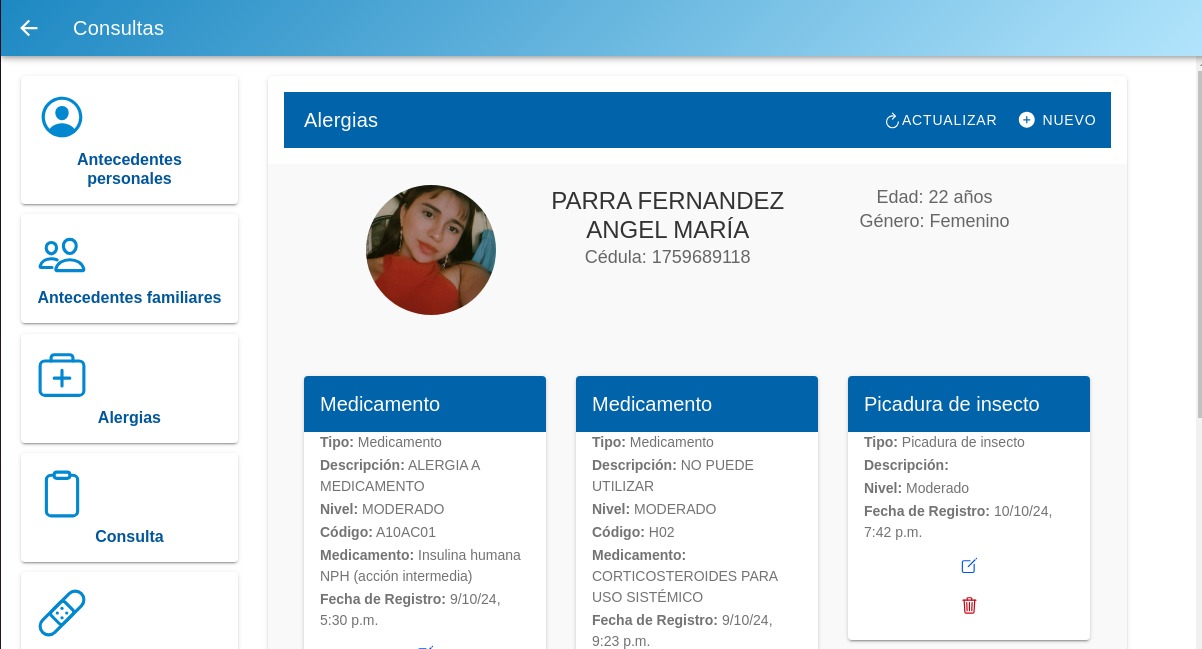 Consultas
Antecedentes
personales
Antecedentes familiares
Alergias
Consulta
Alergias
ACTUALIZAR
NUEVO
PARRA FERNANDEZ
ANGEL MARÍA
Cédula: 1759689118
Edad: 22 años
Género: Femenino
Medicamento
Tipo: Medicamento
Descripción: ALERGIA A
MEDICAMENTO
Nivel: MODERADO
Código: A10AC01
Medicamento: Insulina humana
NPH (acción intermedia)
Fecha de Registro: 9/10/24,
5:30 p.m.
Medicamento
Tipo: Medicamento
Descripción: NO PUEDE
UTILIZAR
Nivel: MODERADO
Código: H02
Medicamento:
CORTICOSTEROIDES PARA
USO SISTÉMICO
Fecha de Registro: 9/10/24,
9:23 p.m.
Picadura de insecto
Tipo: Picadura de insecto
Descripción:
Nivel: Moderado
Fecha de Registro: 10/10/24,
7:42 p.m.